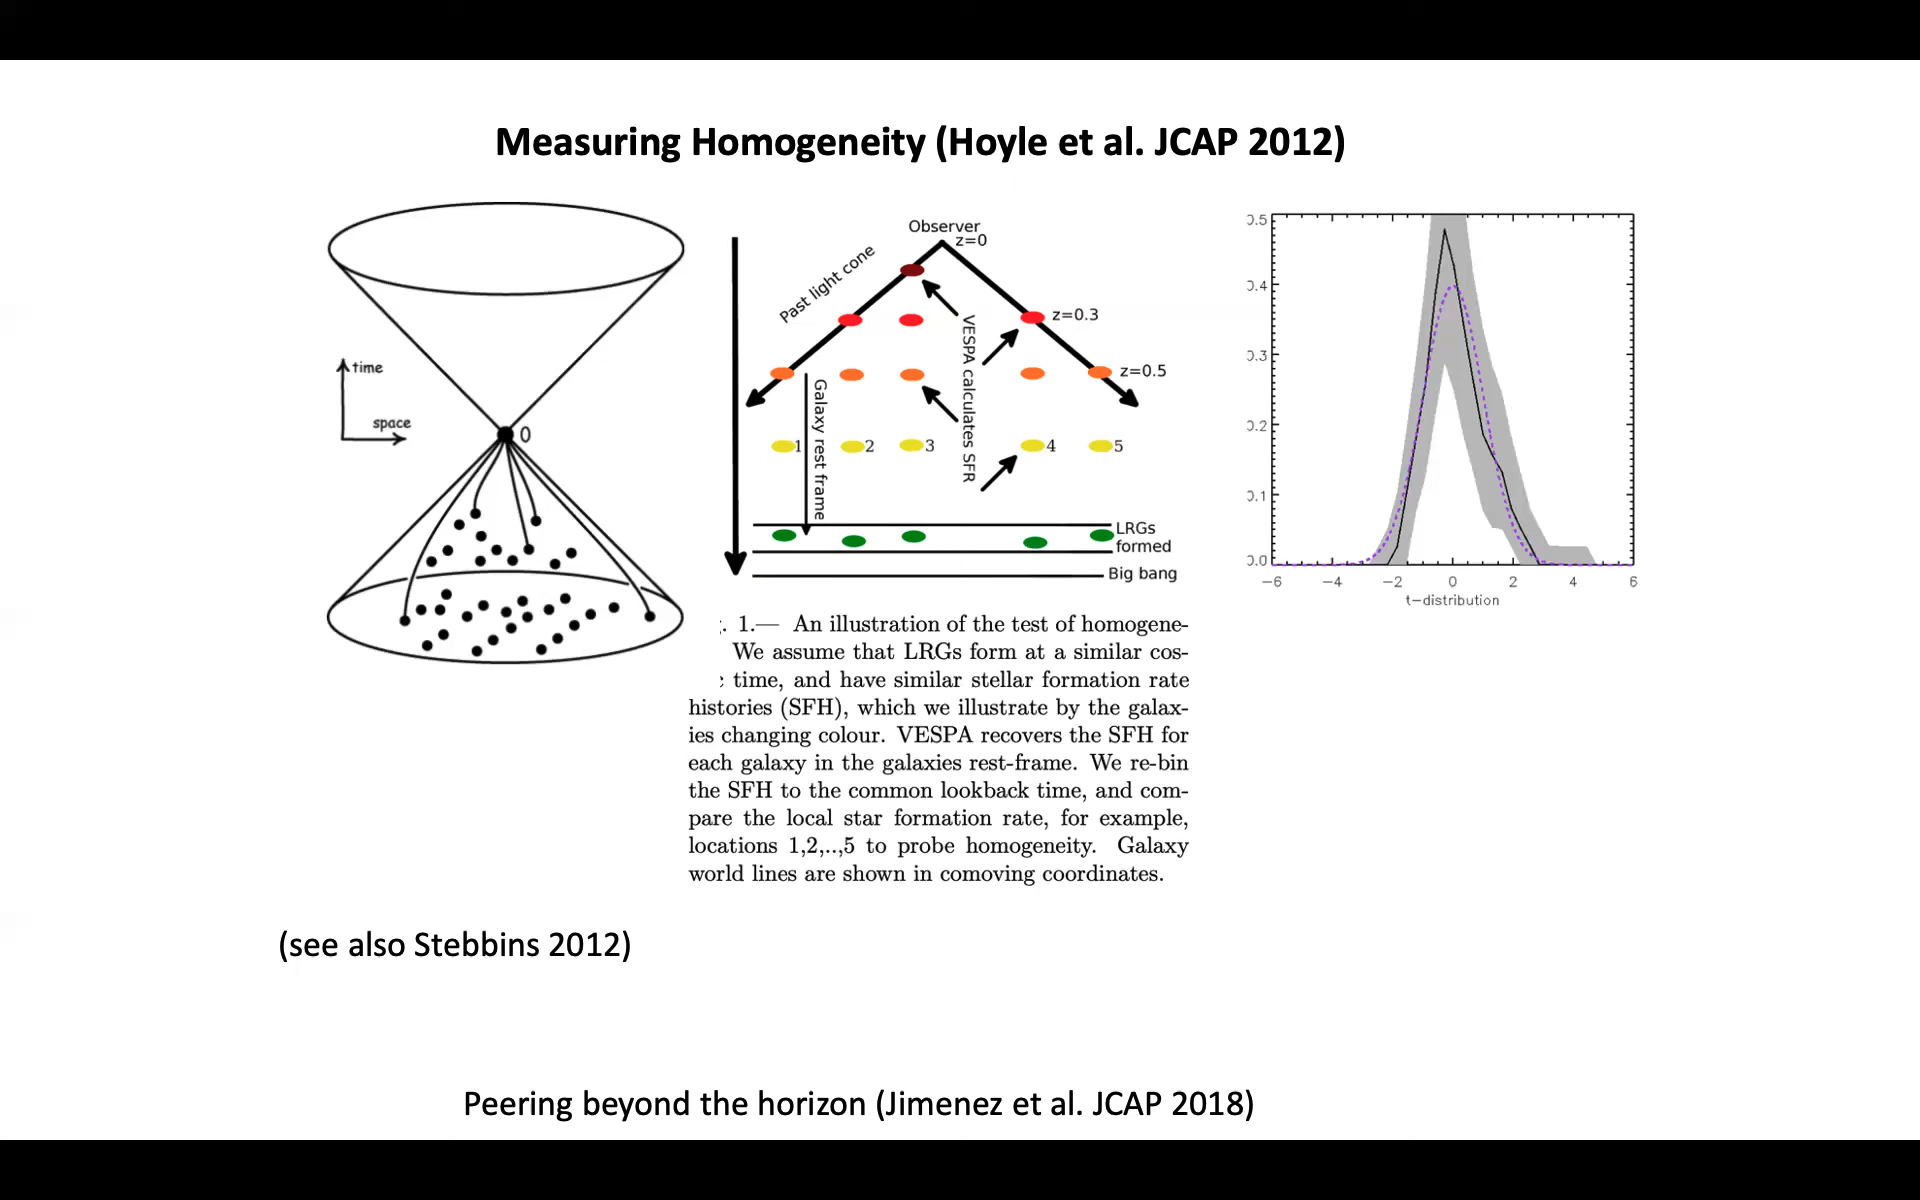 Measuring Homogeneity (Hoyle et al. JCAP 2012)
time
space
0
Observer
z=0
Past light cone
z=0.3
z=0.5
VESPA calculates SFR
Galaxy rest frame
1
2
3
4
5
LRGs
formed
Big bang
. 1.— An illustration of the test of homogene-
We assume that LRGs form at a similar cos-
time, and have similar stellar formation rate
histories (SFH), which we illustrate by the galax-
ies changing colour. VESPA recovers the SFH for
each galaxy in the galaxies rest-frame. We re-bin
the SFH to the common lookback time, and com-
pare the local star formation rate, for example,
locations 1,2,..,5 to probe homogeneity. Galaxy
world lines are shown in comoving coordinates.
.5
.4
.3
.2
.1
.0
−6 −4 −2 0 2 4 6
t−distribution
(see also Stebbins 2012)
Peering beyond the horizon (Jimenez et al. JCAP 2018)